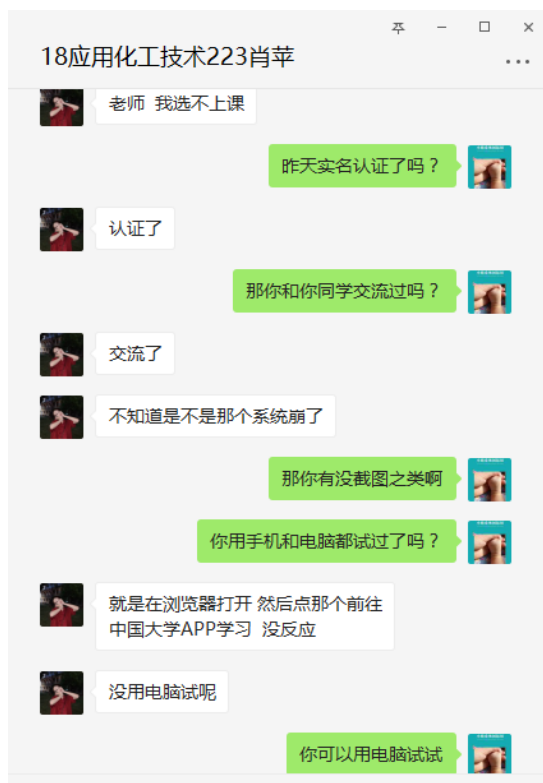 18应用化工技术223肖苹
老师 我选不上课
昨天实名认证了吗？
认证了
那你和你同学交流过吗？
交流了
不知道是不是那个系统崩了
那你有没截图之类啊
你用手机和电脑都试过了吗？
就是在浏览器打开 然后点那个前往
中国大学APP学习 没反应
没用电脑试呢
你可以用电脑试试